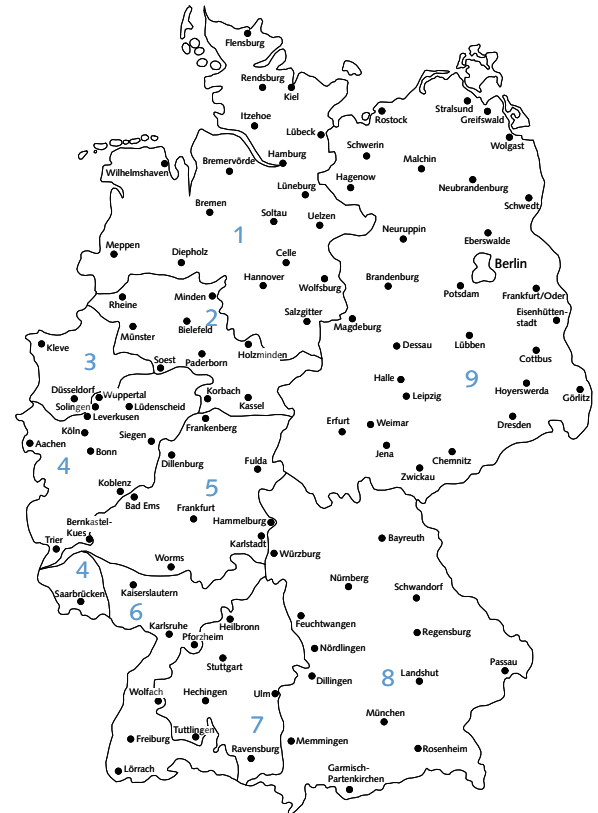 Flensburg
Rendsburg
Kiel
Itzehoe
Lübeck
Rostock
Stralsund
Greifswald
Wolgast
Schwerin
Malchin
Hagenow
Neubrandenburg
Schwedt
Wilhelmshaven
Bremervörde
Hamburg
Lüneburg
Bremen
Soltau
Uelzen
1
Meppen
Diepholz
Celle
Hannover
Wolfsburg
Salzgitter
Neuruppin
Eberswalde
Berlin
Brandenburg
Potsdam
Frankfurt/Oder
Eisenhütten-
stadt
Magdeburg
Rheine
Minden
2
Münster
Bielefeld
Holzminden
Soest
Paderborn
Kleve
3
Düsseldorf
Wuppertal
Solingen
Lüdenscheid
Leverkusen
Korbach
Kassel
Dessau
Lübben
Cottbus
Halle
9
Leipzig
Hoyerswerda
Görlitz
Erfurt
Weimar
Dresden
Jena
Chemnitz
Zwickau
Köln
Siegen
Frankenberg
Aachen
Bonn
4
Dillenburg
Fulda
5
Koblenz
Bad Ems
Frankfurt
Hammelburg
Bernkastel-
Kues
Trier
Karlstadt
Würzburg
Worms
Bayreuth
4
Saarbrücken
Kaiserslautern
6
Nürnberg
Schwandorf
Karlsruhe
Heilbronn
Feuchtwangen
Pforzheim
Regensburg
Stuttgart
Nördlingen
Passau
Wolfach
Hechingen
Ulm
Dillingen
8
Landshut
7
München
Tuttlingen
Freiburg
Ravensburg
Memmingen
Rosenheim
Lörrach
Garmisch-
Partenkirchen